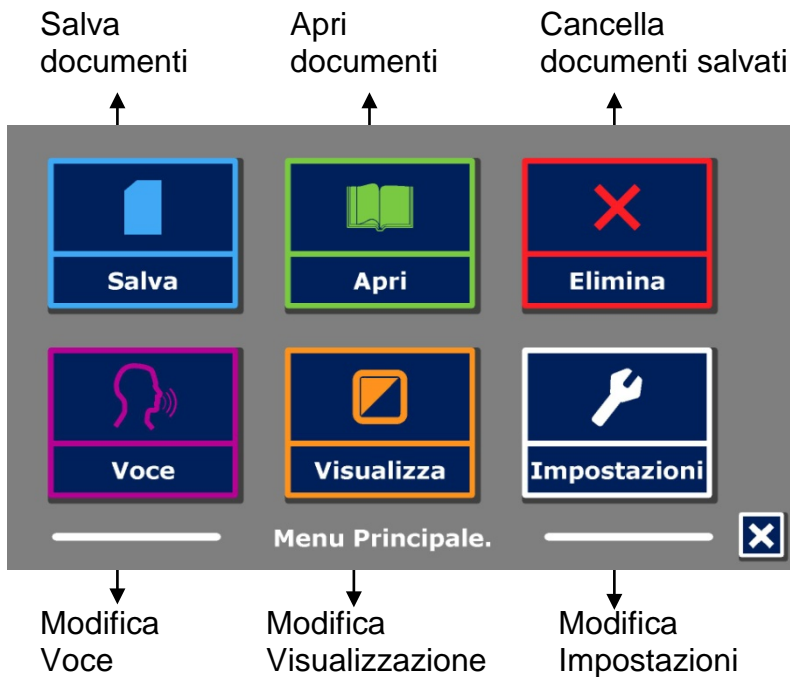 Salva
documenti
Apri
documenti
Cancella
documenti salvati
Salva
Apri
Elimina
Voce
Visualizza
Impostazioni
Menu Principale.
Modifica
Voce
Modifica
Visualizzazione
Modifica
Impostazioni